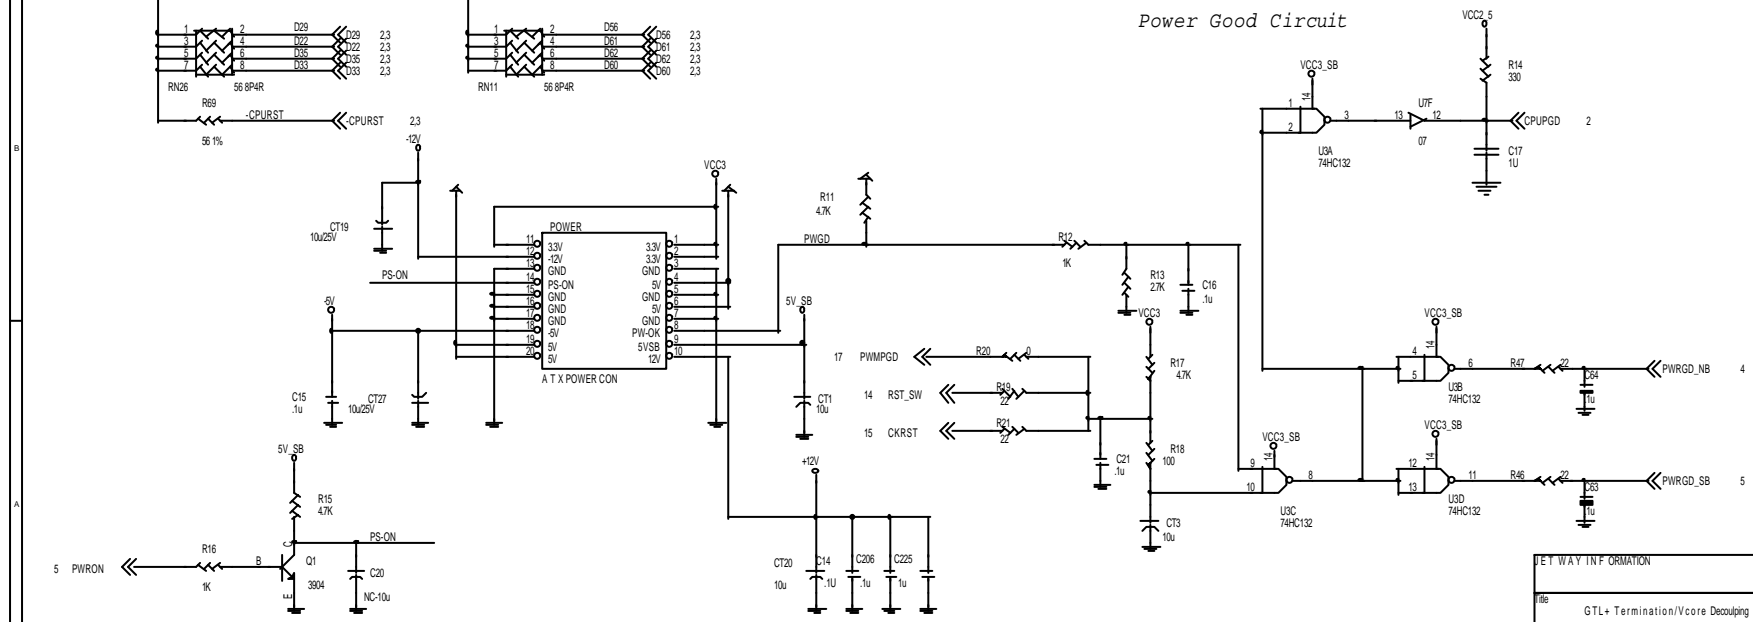 Power Good Circuit
VCC2_5
1 2 D29 D29 2,3
3 4 D22 D22 2,3
5 6 D35 D35 2,3
7 8 D33 D33 2,3
RN26 56 8P4R
1 2 D56 D56 2,3
3 4 D61 D61 2,3
5 6 D62 D62 2,3
7 8 D60 D60 2,3
RN11 56 8P4R
R69
-CPURST -CPURST 2,3
56 1%
VCC3_SB
14
R14
330
1
2
3
U3A
74HC132
U7F
13 12
07
CPUPGD 2
C17
1U
B
-12V
CT19
10u/25V
VCC3
POWER
11 3.3V 3.3V 1
12 -12V 3.3V 2
13 GND GND 3
PS-ON 14 PS-ON 5V 4
15 GND GND 5
16 GND 5V 6
17 GND GND 7
18 -5V PW-OK 8
19 5V 5VSB 9
20 5V 12V 10
A T X POWER CON
-5V
C15
.1u
CT27
10u/25V
R11
4.7K
PWGD
R12
1K
R13
2.7K
C16
.1u
5V_SB
CT1
10u
17 PWMPGD R20 0
14 RST_SW R19 22
15 CKRST R21 22
VCC3
R17
4.7K
R18
100
C21
.1u
CT3
10u
VCC3_SB
14
9
10
8
U3C
74HC132
VCC3_SB
14
4
5
6
U3B
74HC132
R47 22
C64
.1u
PWRGD_NB 4
VCC3_SB
14
12
13
11
U3D
74HC132
R46 22
C63
.1u
PWRGD_SB 5
A
5V_SB
R15
4.7K
PS-ON
5 PWRON
R16
1K
B
C
E
Q1
3904
C20
NC-10u
+12V
CT20
10u
C14
.1U
C206
.1u
C225
1u
JET WAY INFORMATION
Title
GTL+ Termination/Vcore Decoulping